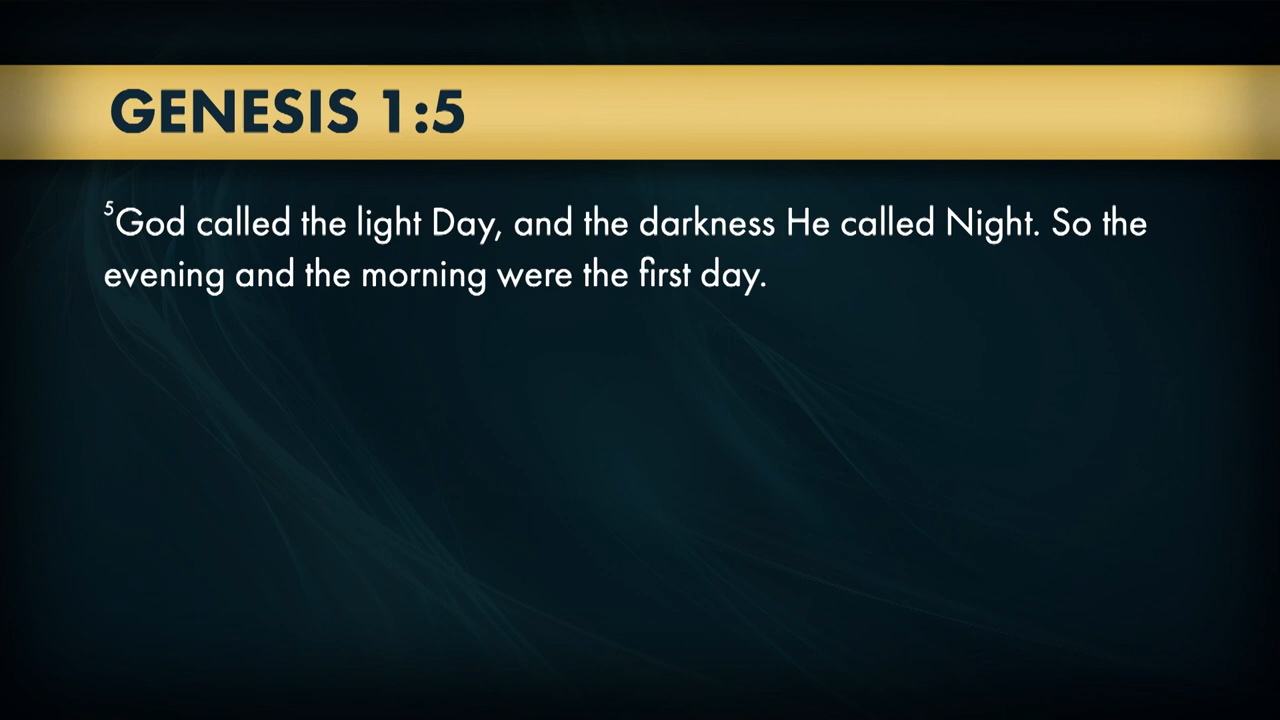 GENESIS 1:5
⁵God called the light Day, and the darkness He called Night. So the
evening and the morning were the first day.